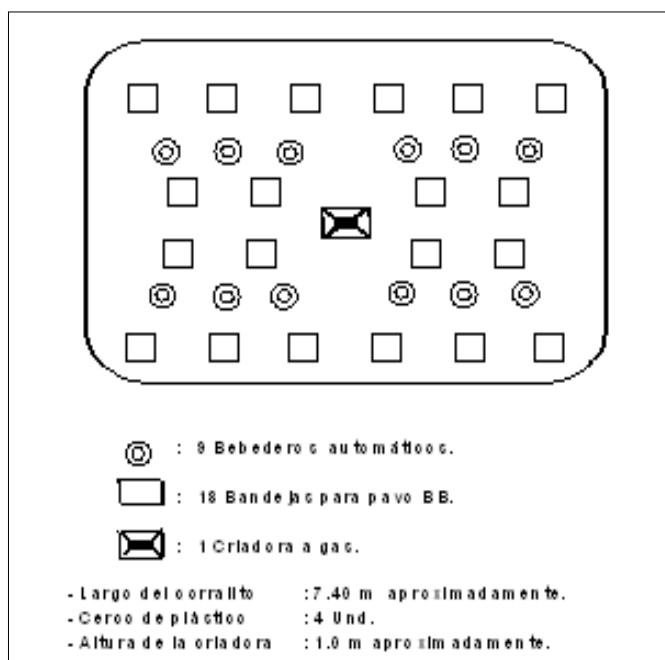 : 9 Bebederos automáticos.
: 18 Bandejas para pavo BB.
: 1 Criadora a gas.
- Largo del corralito : 7.40 m aproximadamente.
- Cerco de plástico : 4 Und.
- Altura de la criadora : 1.0 m aproximadamente.